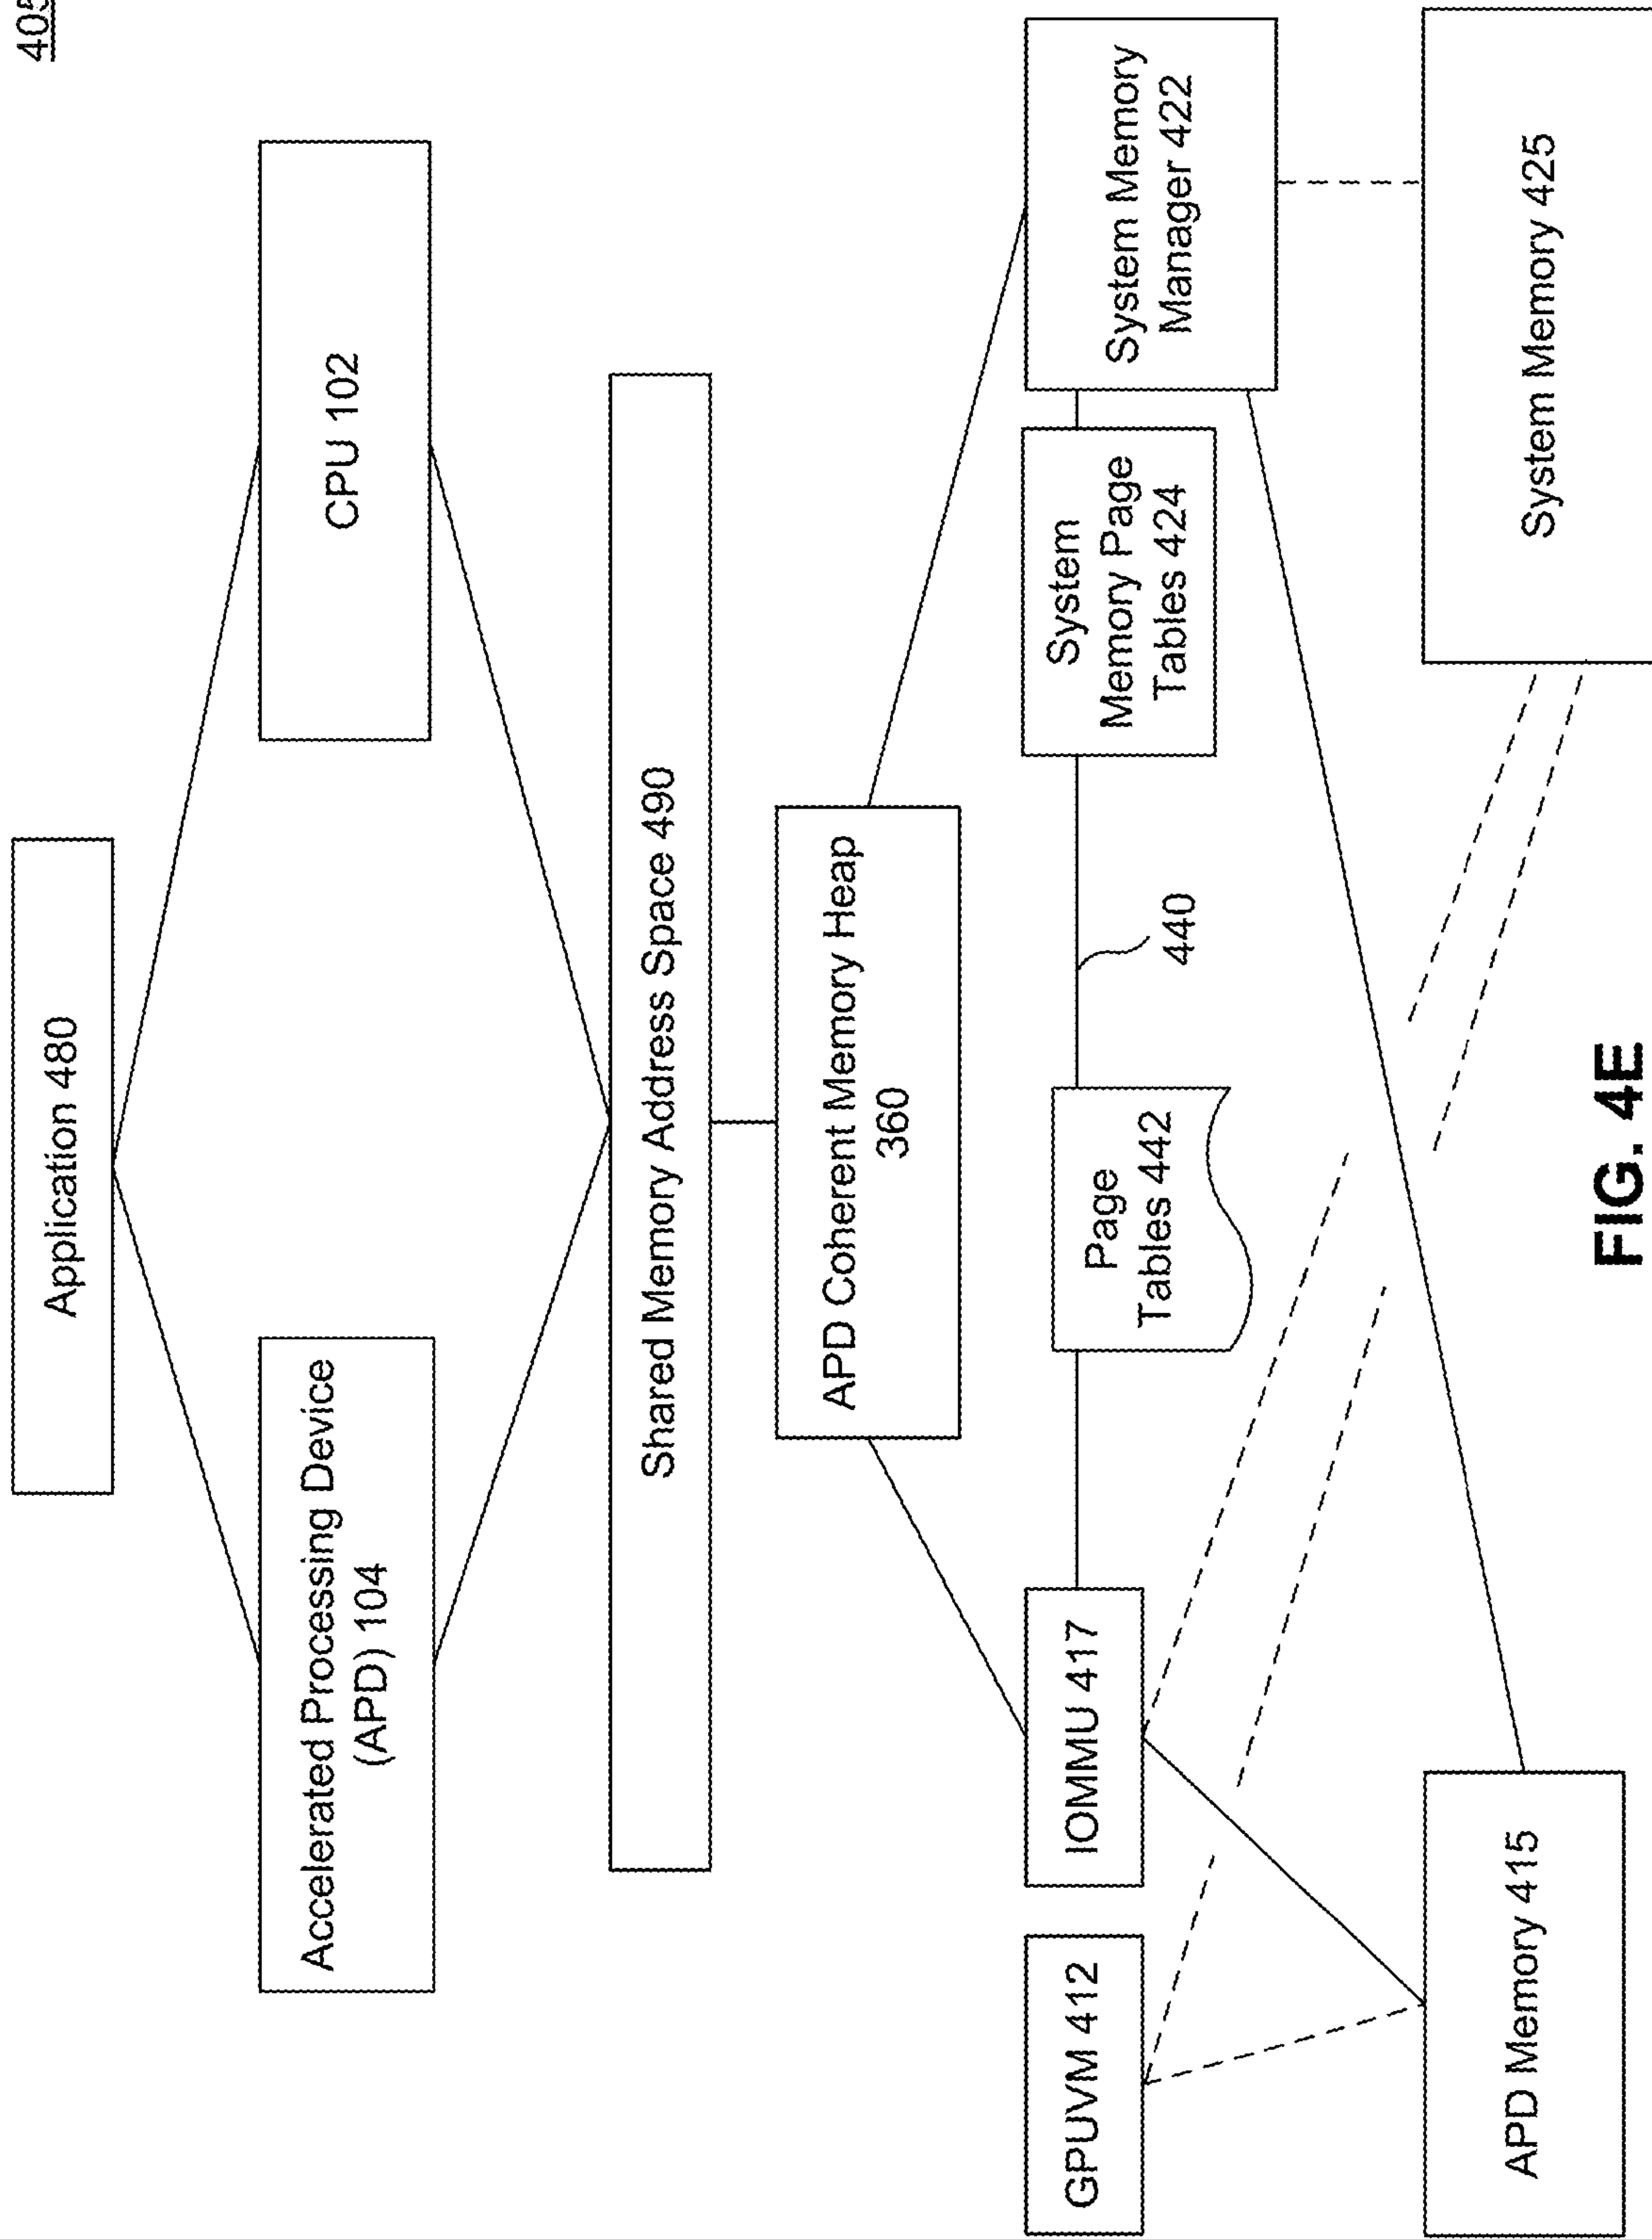 405
Application 480
Accelerated Processing Device
(APD) 104
CPU 102
Shared Memory Address Space 490
APD Coherent Memory Heap
360
GPUVM 412
IOMMU 417
Page
Tables 442
440
System
Memory Page
Tables 424
System Memory
Manager 422
APD Memory 415
System Memory 425
FIG. 4E